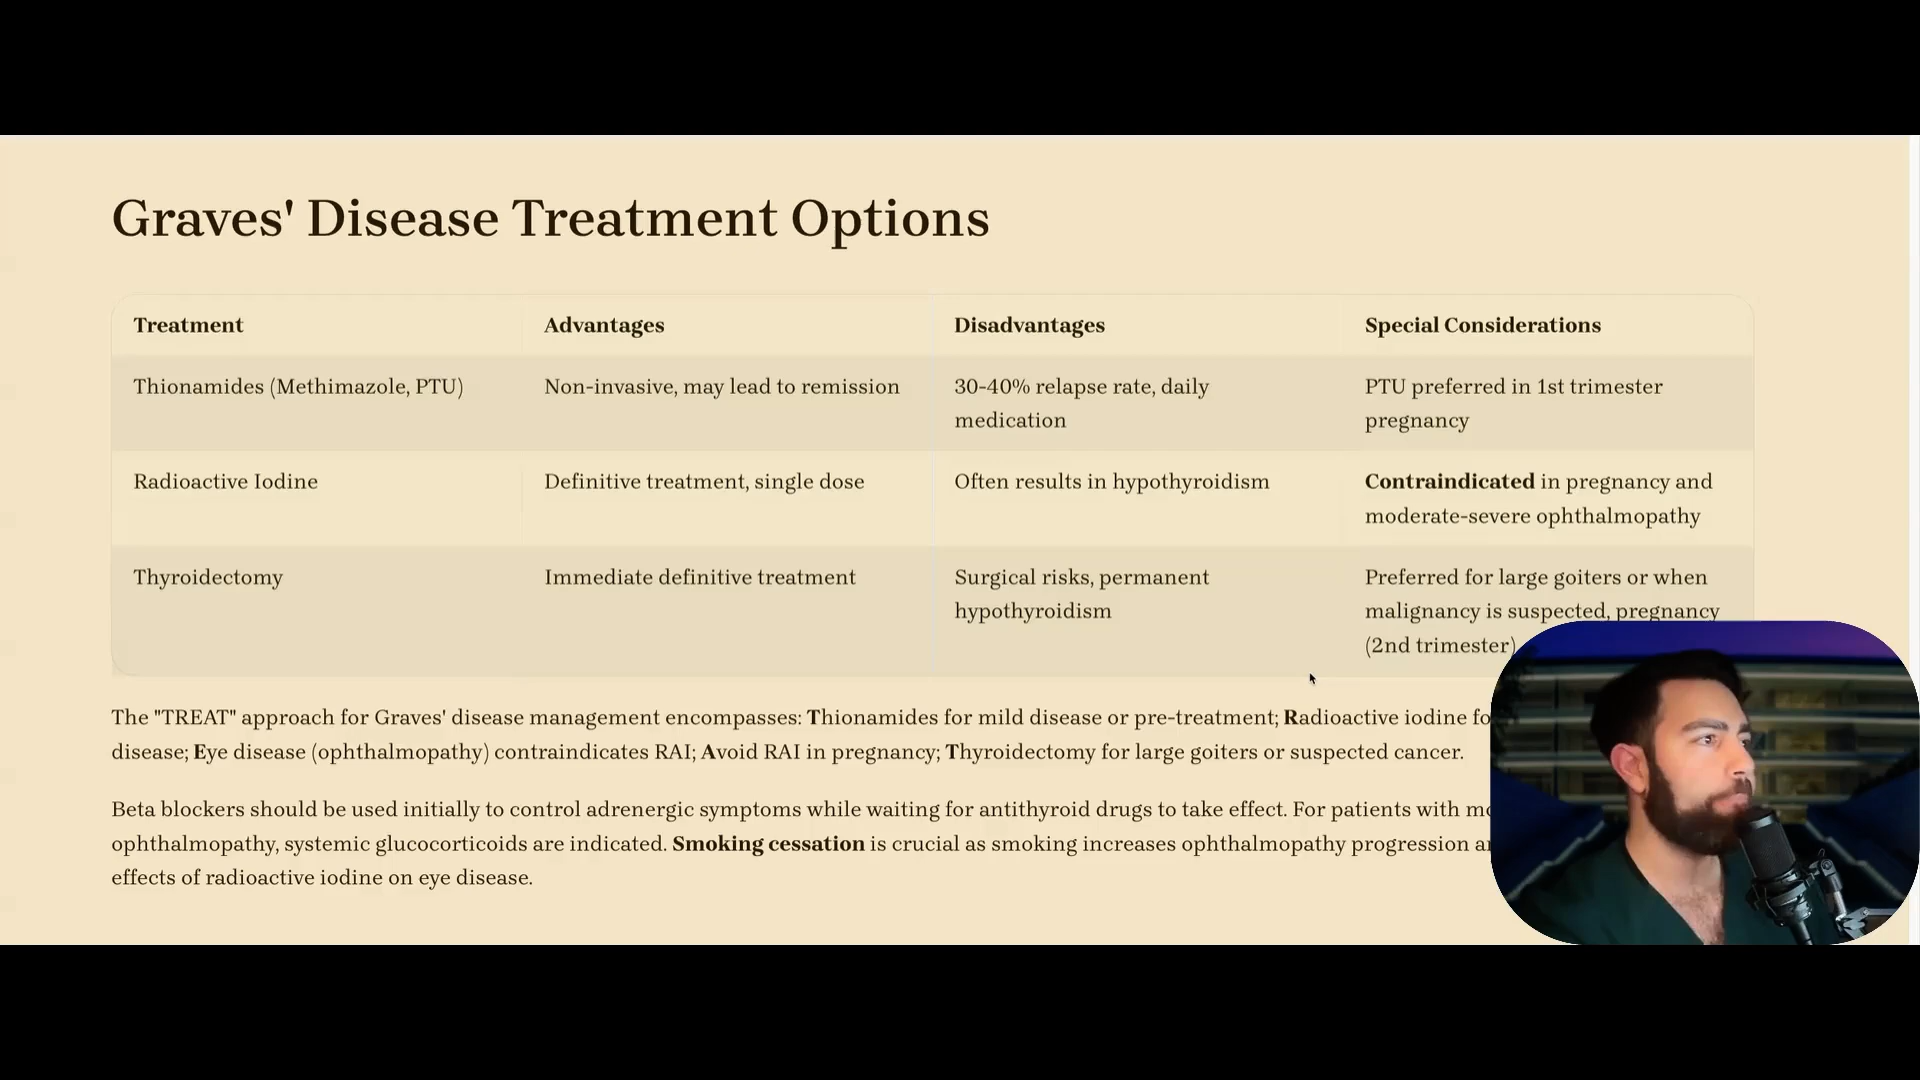 Graves' Disease Treatment Options
Treatment Advantages Disadvantages Special Considerations
Thionamides (Methimazole, PTU) Non-invasive, may lead to remission 30-40% relapse rate, daily medication PTU preferred in 1st trimester pregnancy
Radioactive Iodine Definitive treatment, single dose Often results in hypothyroidism Contraindicated in pregnancy and moderate-severe ophthalmopathy
Thyroidectomy Immediate definitive treatment Surgical risks, permanent hypothyroidism Preferred for large goiters or when malignancy is suspected, pregnancy (2nd trimester)
The "TREAT" approach for Graves' disease management encompasses: Thionamides for mild disease or pre-treatment; Radioactive iodine
disease; Eye disease (ophthalmopathy) contraindicates RAI; Avoid RAI in pregnancy; Thyroidectomy for large goiters or suspected cancer.
Beta blockers should be used initially to control adrenergic symptoms while waiting for antithyroid drugs to take effect. For patients with
ophthalmopathy, systemic glucocorticoids are indicated. Smoking cessation is crucial as smoking increases ophthalmopathy progression
effects of radioactive iodine on eye disease.